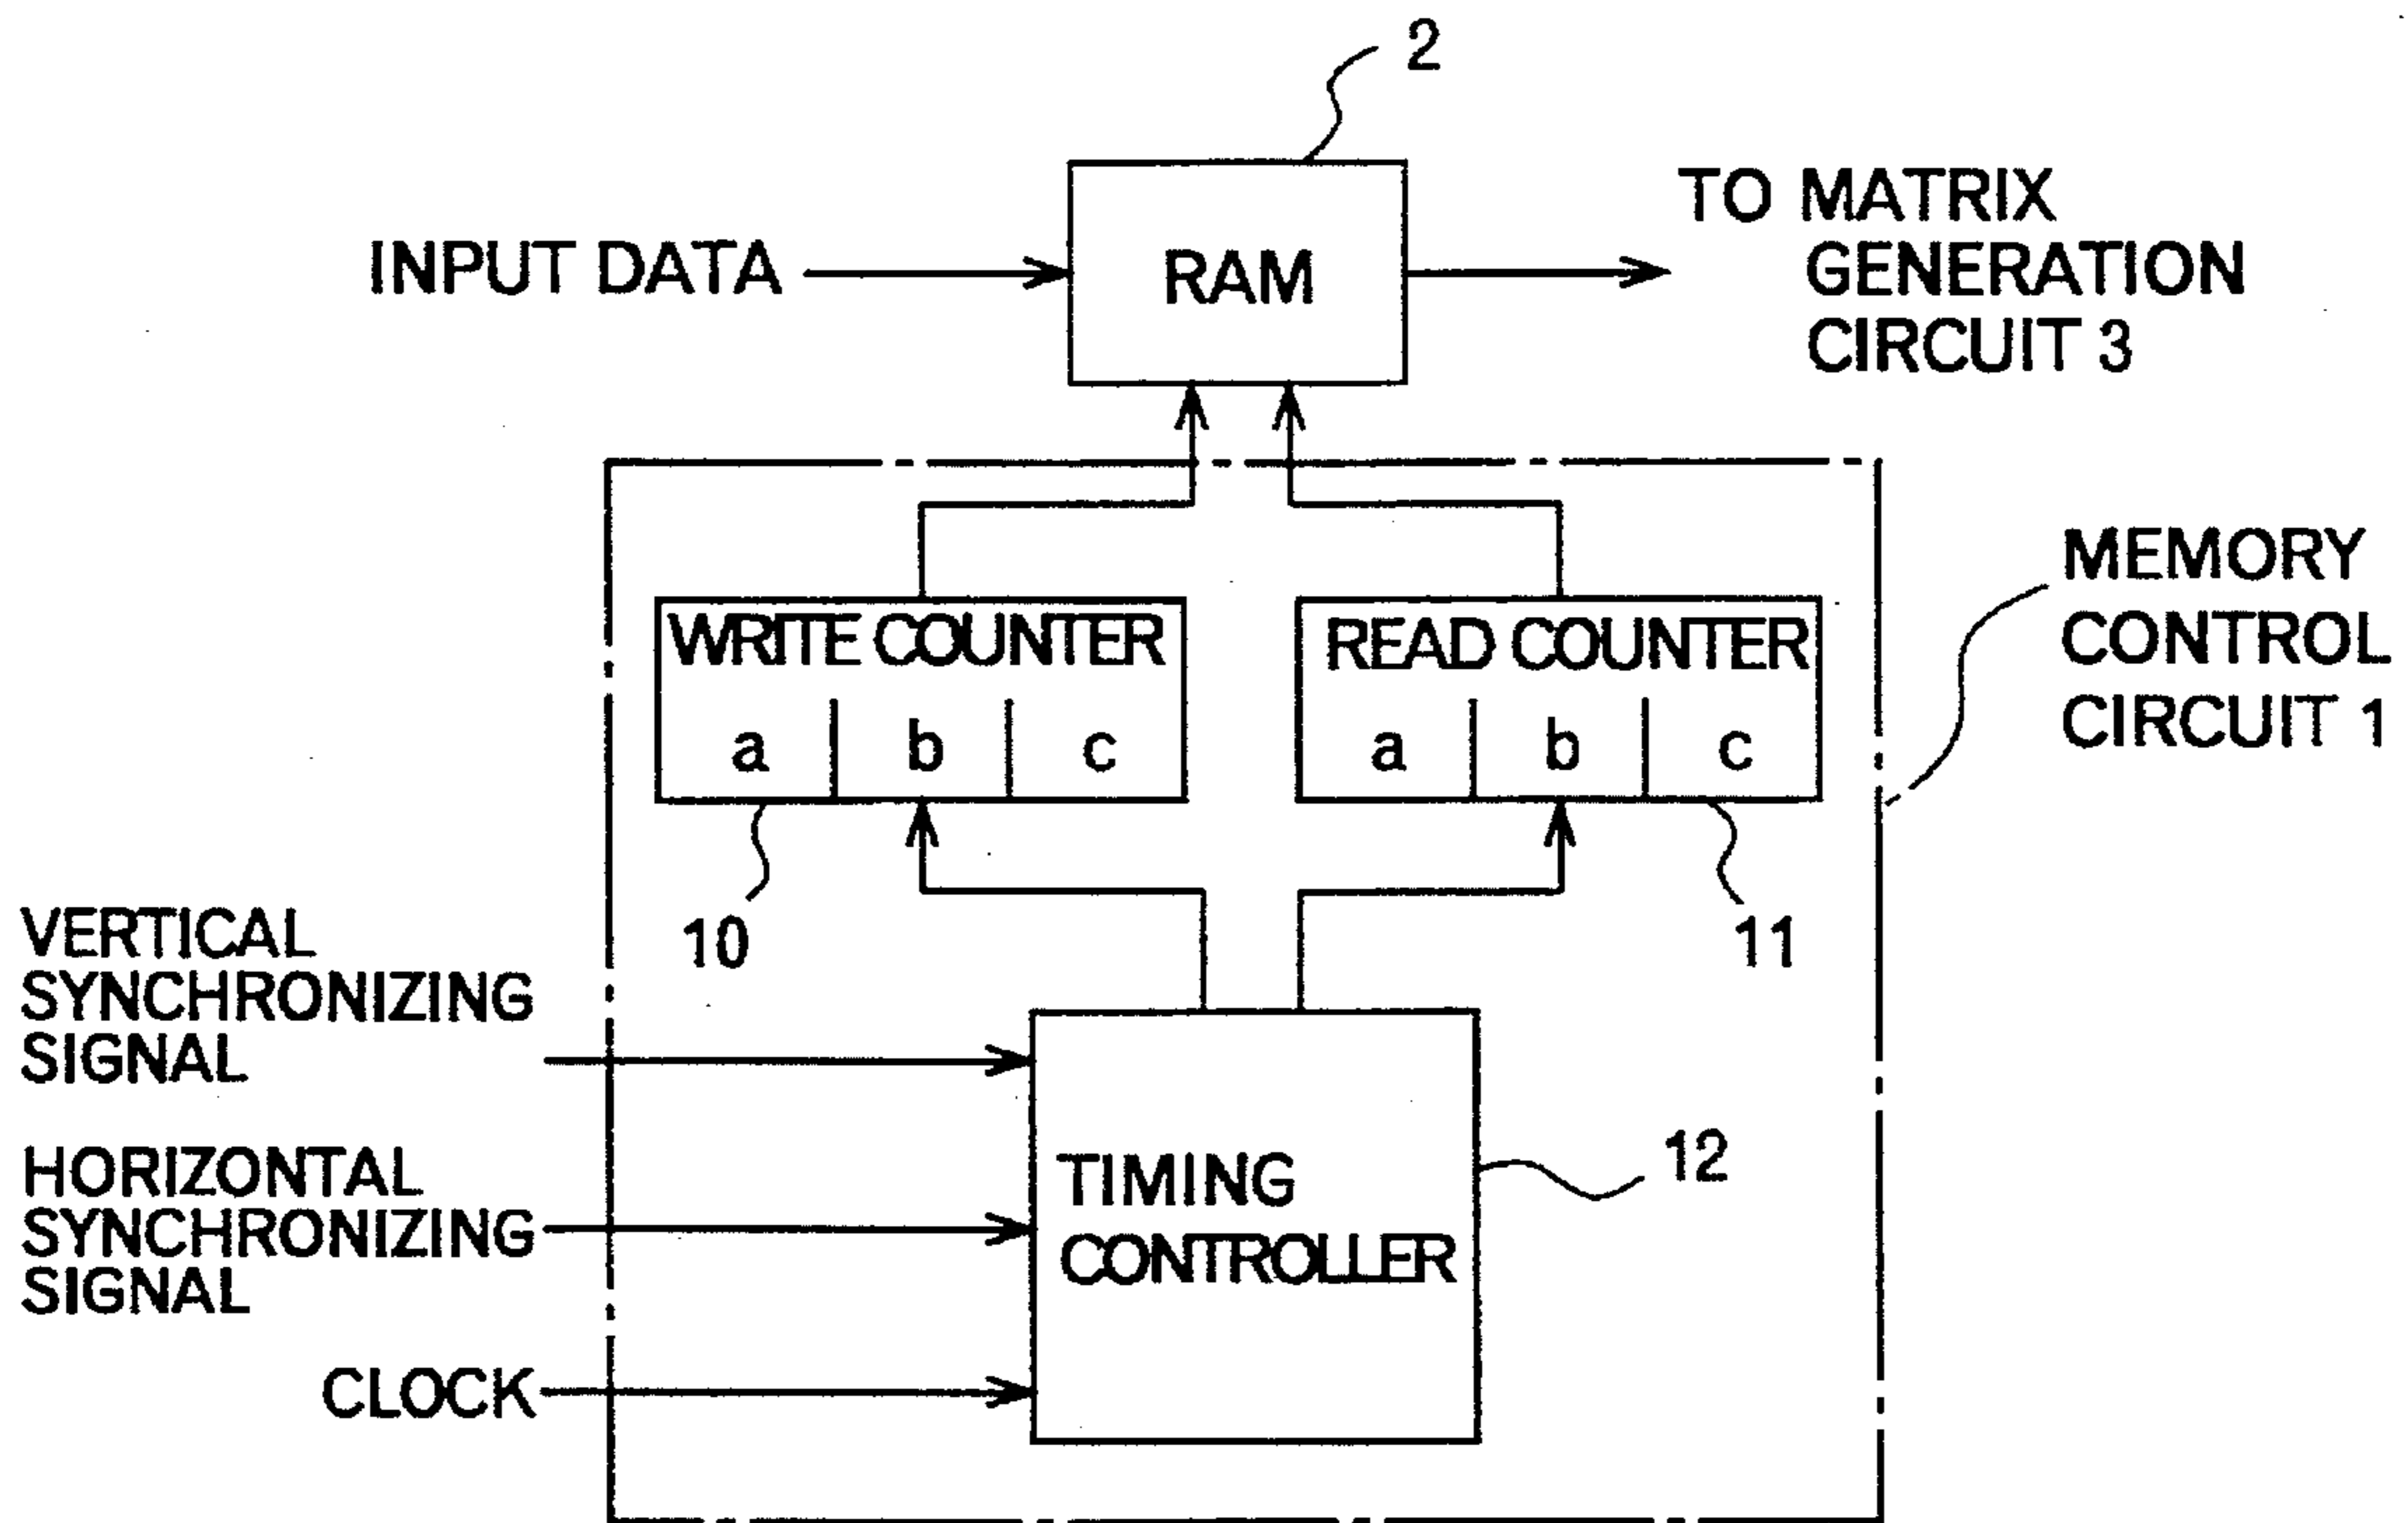 2
INPUT DATA
RAM
TO MATRIX
GENERATION
CIRCUIT 3
MEMORY
CONTROL
CIRCUIT 1
WRITE COUNTER
a
b
c
READ COUNTER
a
b
c
10
11
VERTICAL
SYNCHRONIZING
SIGNAL
HORIZONTAL
SYNCHRONIZING
SIGNAL
CLOCK
TIMING
CONTROLLER
12